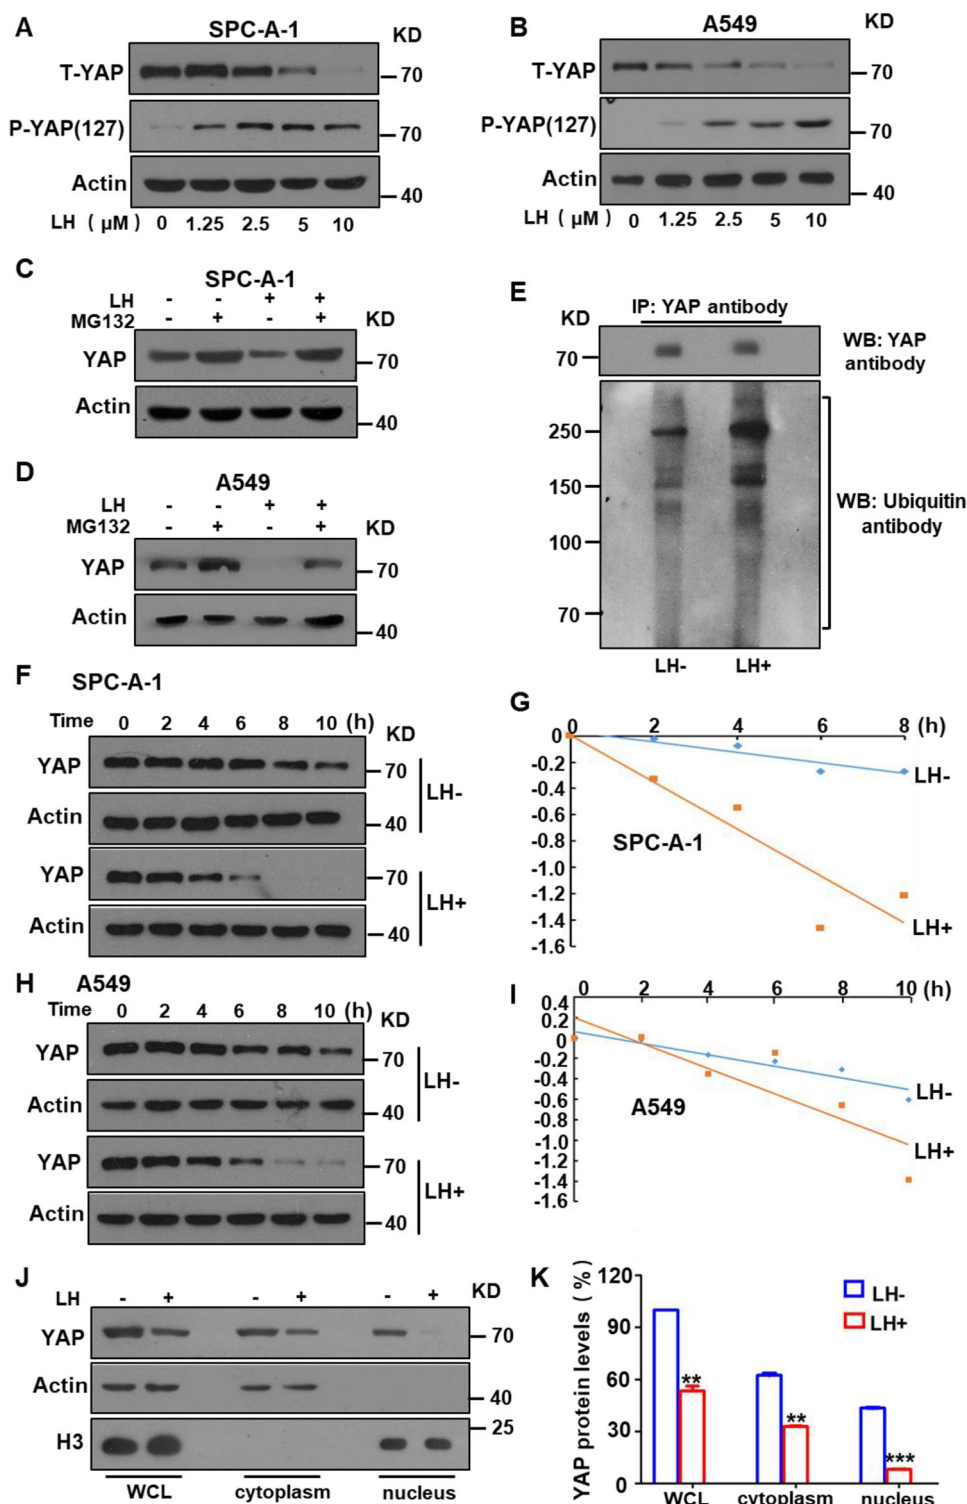 A
SPC-A-1
KD
T-YAP
70
P-YAP(127)
70
Actin
40
LH ( μM) 0 1.25 2.5 5 10
B
A549
KD
T-YAP
70
P-YAP(127)
70
Actin
40
LH ( μM ) 0 1.25 2.5 5 10
C
SPC-A-1
LH - - + +
MG132 - + - + KD
YAP
70
Actin
40
D
A549
LH - - + +
MG132 - + - + KD
YAP
70
Actin
40
E
IP: YAP antibody
KD
70
WB: YAP
antibody
250
150
100
70
WB: Ubiquitin
antibody
LH- LH+
F
SPC-A-1
Time 0 2 4 6 8 10 (h)
KD
YAP
70
LH-
Actin
40
YAP
70
LH+
Actin
40
G
0 2 4 6 8 (h)
0
-0.2
-0.4
-0.6
-0.8
-1.0
-1.2
-1.4
-1.6
LH-
SPC-A-1
LH+
H
A549
Time 0 2 4 6 8 10 (h)
KD
YAP
70
LH-
Actin
40
YAP
70
LH+
Actin
40
I
0 2 4 6 8 10 (h)
0.4
0.2
0
-0.2
-0.4
-0.6
-0.8
-1.0
-1.2
-1.4
-1.6
LH-
A549
LH+
J
LH - + - + - + KD
YAP
70
Actin
40
25
H3
WCL cytoplasm nucleus
K
YAP protein levels ( % )
120
90
60
30
0
LH-
LH+
**
**
***
WCL cytoplasm nucleus